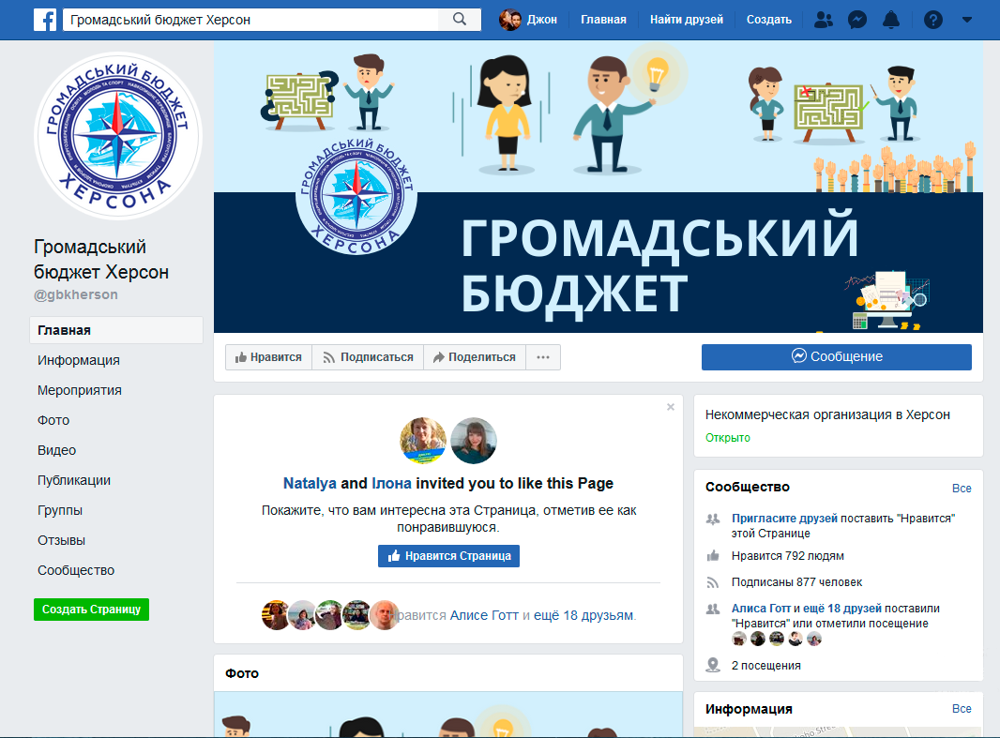 Громадський бюджет Херсон
Джон
Главная
Найти друзей
Создать
ГРОМАДСЬКИЙ БЮДЖЕТ
ХЕРСОНА
ГРОМАДСЬКИЙ БЮДЖЕТ
ХЕРСОНА
ГРОМАДСЬКИЙ
БЮДЖЕТ
Громадський
бюджет Херсон
@gbkherson
Главная
Информация
Мероприятия
Фото
Видео
Публикации
Группы
Отзывы
Сообщество
Создать Страницу
Нравится
Подписаться
Поделиться
Сообщение
Natalya and Ілона invited you to like this Page
Покажите, что вам интересна эта Страница, отметив ее как
понравившуюся.
Нравится Страница
равится Алисе Готт и ещё 18 друзьям.
Фото
Некоммерческая организация в Херсон
Открыто
Сообщество
Все
Пригласите друзей поставить "Нравится"
этой Странице
Нравится 792 людям
Подписаны 877 человек
Алиса Готт и ещё 18 друзей поставили
"Нравится" или отметили посещение
2 посещения
Информация
Все